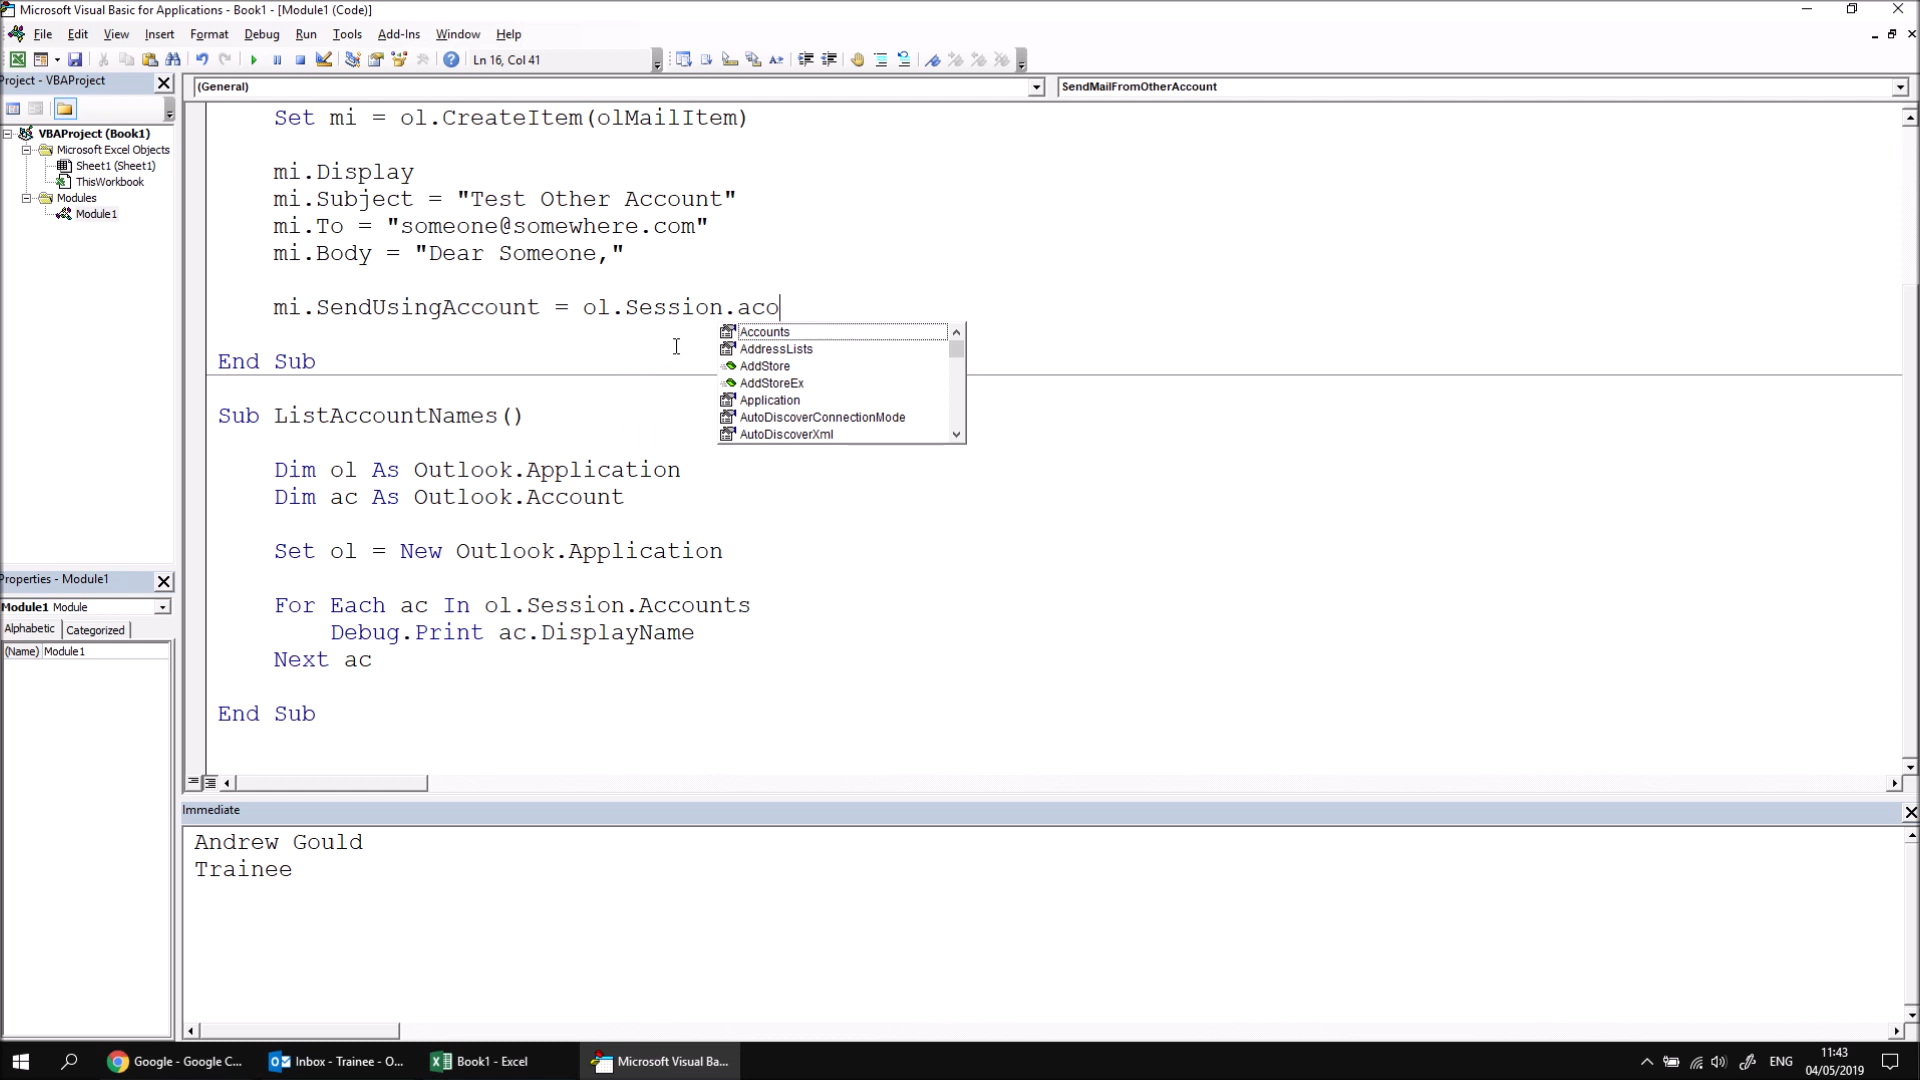 Microsoft Visual Basic for Applications - Book1 - [Module1 (Code)]
File Edit View Insert Format Debug Run Tools Add-Ins Window Help
Ln 16, Col 41
Project - VBAProject
(General)
SendMailFromOtherAccount
VBAProject (Book1)
Microsoft Excel Objects
Sheet1 (Sheet1)
ThisWorkbook
Modules
Module1
Set mi = ol.CreateItem(olMailItem)
mi.Display
mi.Subject = "Test Other Account"
mi.To = "someone@somewhere.com"
mi.Body = "Dear Someone,"
mi.SendUsingAccount = ol.Session.aco
Accounts
AddressLists
AddStore
AddStoreEx
Application
AutoDiscoverConnectionMode
AutoDiscoverXml
End Sub
Sub ListAccountNames()
Dim ol As Outlook.Application
Dim ac As Outlook.Account
Set ol = New Outlook.Application
For Each ac In ol.Session.Accounts
Debug.Print ac.DisplayName
Next ac
End Sub
Properties - Module1
Module1 Module
Alphabetic Categorized
(Name) Module1
Immediate
Andrew Gould
Trainee
Google - Google C...
Inbox - Trainee - O...
Book1 - Excel
Microsoft Visual Ba...
ENG
11:43
04/05/2019